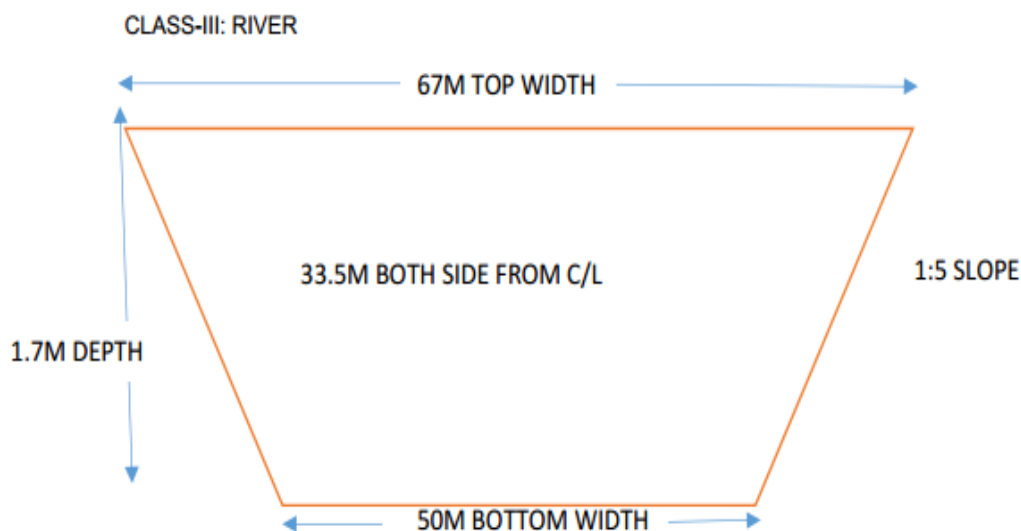 CLASS-III: RIVER
67M TOP WIDTH
33.5M BOTH SIDE FROM C/L
1:5 SLOPE
1.7M DEPTH
50M BOTTOM WIDTH